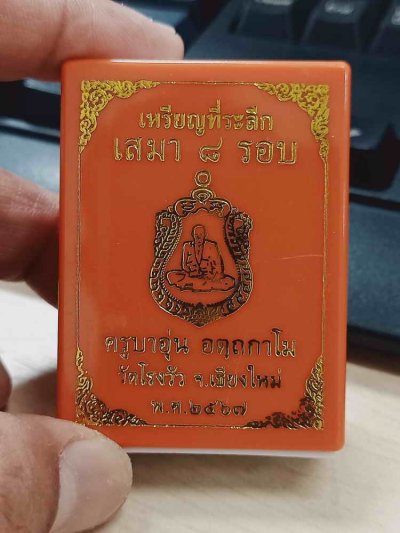 เหรียญที่ระลึก
เสมา ๘ รอบ
ครูบาอุ่น อตฺถกาโม
วัดโรงวัว จ.เชียงใหม่
พ.ศ.๒๕๖๗